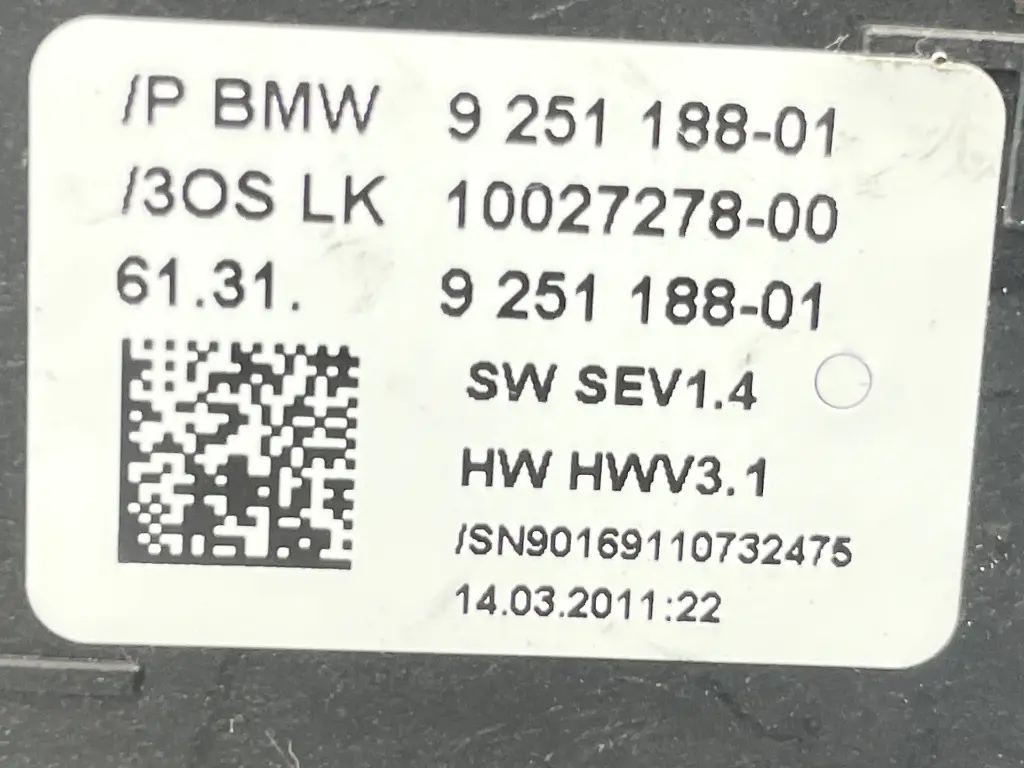 /P BMW 9 251 188-01
/3OS LK 10027278-00
61.31. 9 251 188-01
SW SEV1.4
HW HWV3.1
/SN90169110732475
14.03.2011:22